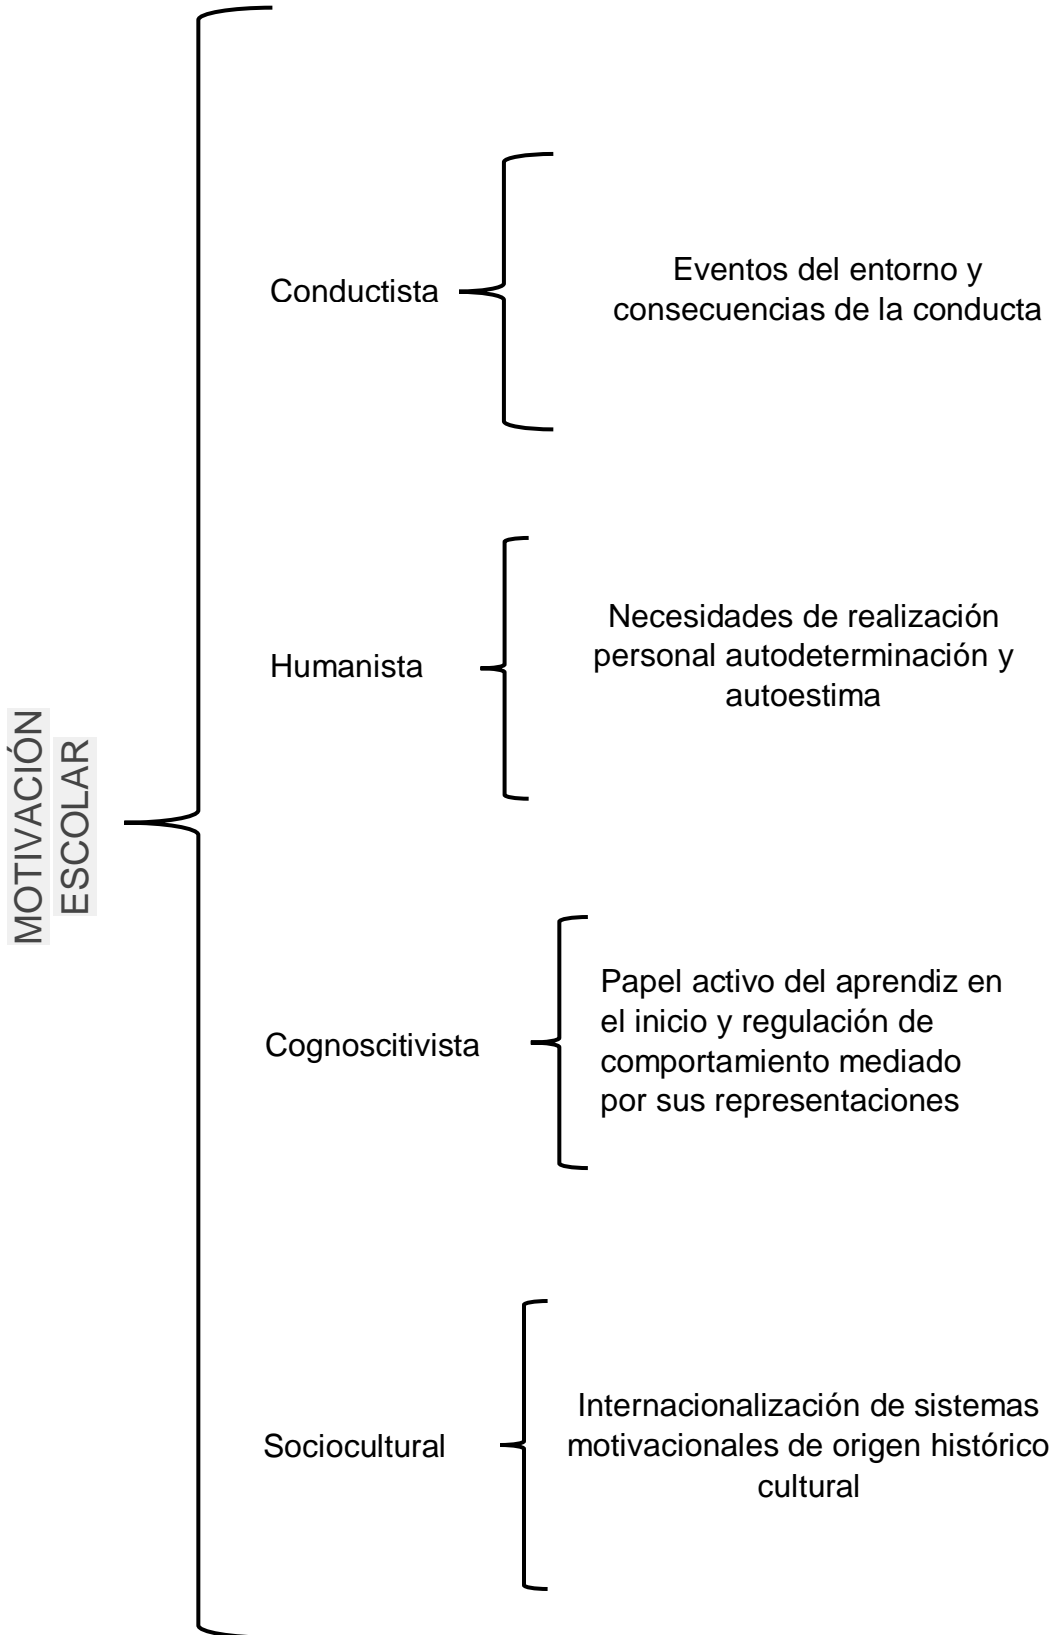 MOTIVACIÓN
ESCOLAR
Conductista
Eventos del entorno y
consecuencias de la conducta
Humanista
Necesidades de realización
personal autodeterminación y
autoestima
Cognoscitivista
Papel activo del aprendiz en
el inicio y regulación de
comportamiento mediado
por sus representaciones
Sociocultural
Internacionalización de sistemas
motivacionales de origen histórico
cultural